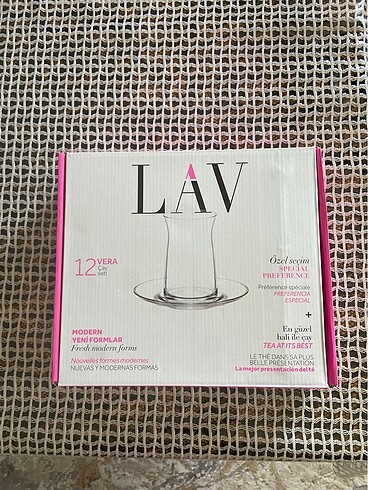 LAV
12 VERA
Çay
seti
Özel seçim
SPECIAL
PREFERENCE
Préférence spéciale
PREFERENCIA
ESPECIAL
+
En güzel
hali ile çay
TEA AT ITS BEST
LE THÉ DANS SA PLUS
BELLE PRÉSENTATION
La mejor presentación del té
MODERN
YENİ FORMLAR
Fresh modern forms
Nouvelles formes modernes
NUEVAS Y MODERNAS FORMAS